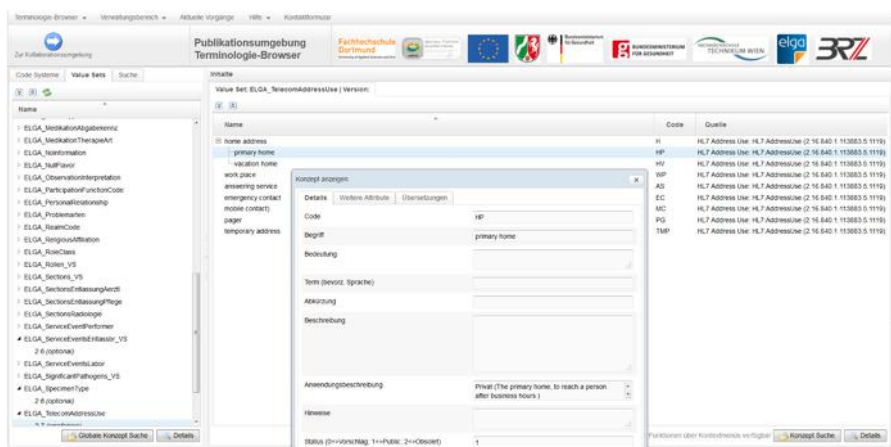 Terminologie-Browser
Verwaltungsbereich
Aktuelle Vorgänge
Hilfe
Kontaktformular
Zur Kollaborationsumgebung
Publikationsumgebung
Terminologie-Browser
Fachhochschule
Dortmund
BUNDESMINISTERIUM
FÜR GESUNDHEIT
TECHNIKUM WIEN
elga
BRZ
Code Systeme
Value Sets
Suche
Inhalte
Value Set: ELGA_TelecomAddressUse | Version:
Name
ELGA_MedikationAbgabekennz
ELGA_MedikationTherapieArt
ELGA_NoInformation
ELGA_NullFlavor
ELGA_ObservationInterpretation
ELGA_ParticipationFunctionCode
ELGA_PersonalRelationship
ELGA_Problemarten
ELGA_RealmCode
ELGA_ReligiousAffiliation
ELGA_RoleClass
ELGA_Rollen_VS
ELGA_Sections_VS
ELGA_SectionsEntlassungAerztl
ELGA_SectionsEntlassungPflege
ELGA_SectionsRadiologie
ELGA_ServiceEventPerformer
ELGA_ServiceEventsEntlassbr_VS
2.6 (optional)
ELGA_ServiceEventsLabor
ELGA_SignificantPathogens_VS
ELGA_SpecimenType
2.6 (optional)
ELGA_TelecomAddressUse
Globale Konzept Suche
Details
Name Code Quelle
home address H HL7 Address Use: HL7:AddressUse (2.16.840.1.113883.5.1119)
primary home HP HL7 Address Use: HL7:AddressUse (2.16.840.1.113883.5.1119)
vacation home HV HL7 Address Use: HL7:AddressUse (2.16.840.1.113883.5.1119)
work place WP HL7 Address Use: HL7:AddressUse (2.16.840.1.113883.5.1119)
answering service AS HL7 Address Use: HL7:AddressUse (2.16.840.1.113883.5.1119)
emergency contact EC HL7 Address Use: HL7:AddressUse (2.16.840.1.113883.5.1119)
mobile contact) MC HL7 Address Use: HL7:AddressUse (2.16.840.1.113883.5.1119)
pager PG HL7 Address Use: HL7:AddressUse (2.16.840.1.113883.5.1119)
temporary address TMP HL7 Address Use: HL7:AddressUse (2.16.840.1.113883.5.1119)
Konzept anzeigen
Details
Weitere Attribute
Übersetzungen
Code HP
Begriff primary home
Bedeutung
Term (bevorz. Sprache)
Abkürzung
Beschreibung
Anwendungsbeschreibung Privat (The primary home, to reach a person
after business hours )
Hinweise
Status (0=>Vorschlag, 1=>Public, 2=>Obsolet) 1
Funktionen über Kontextmenüs verfügbar
Konzept Suche
Details